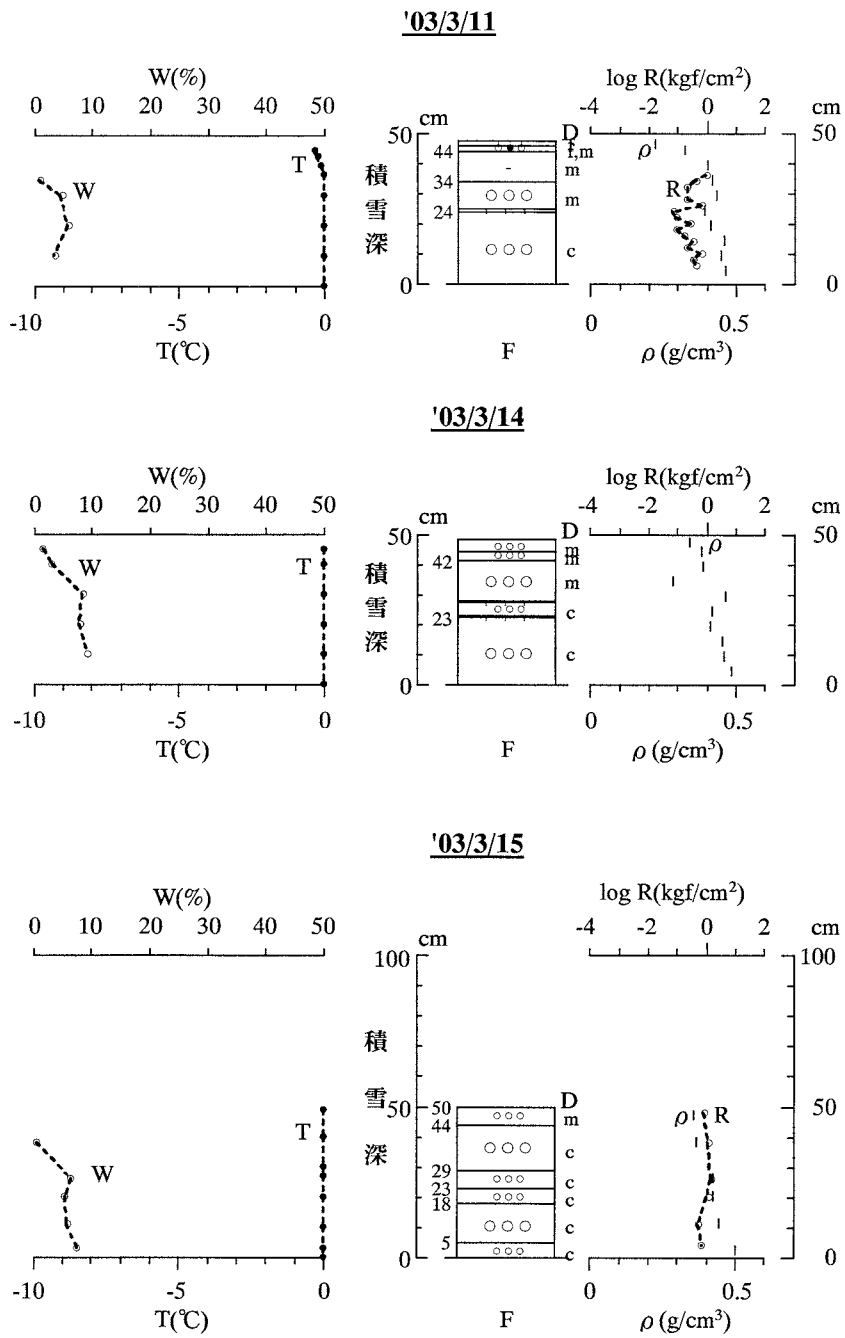 '03/3/11
W(%) log R(kgf/cm²)
0 10 20 30 40 50 cm -4 -2 0 2 cm
50 D 50
T 44 f,m ρ
積雪深 m
W 34 R
m
24
c
0 0
-10 -5 0 0 0.5
T(℃) F ρ (g/cm³)
'03/3/14
W(%) log R(kgf/cm²)
0 10 20 30 40 50 cm -4 -2 0 2 cm
50 D 50
m ρ
W T 42 m
積雪深 m
c
23
c
0 0
-10 -5 0 0 0.5
T(℃) F ρ (g/cm³)
'03/3/15
W(%) log R(kgf/cm²)
0 10 20 30 40 50 cm -4 -2 0 2 cm
100 100
積雪深
50 50 D 50
m ρ R
T 44
c
W 29
c
23
c
18
c
5
c
0 0
-10 -5 0 0 0.5
T(℃) F ρ (g/cm³)